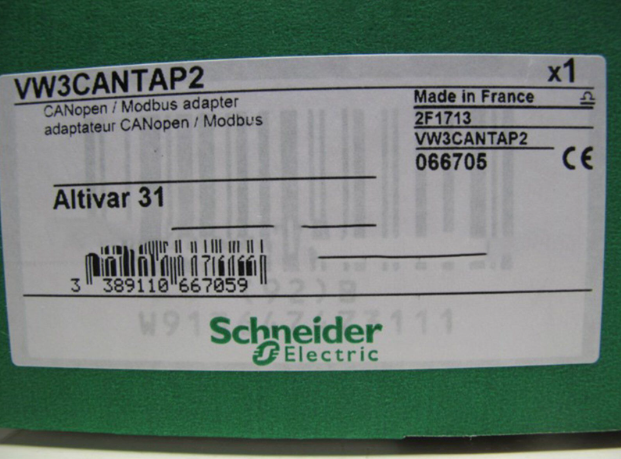 VW3CANTAP2
x1
CANopen / Modbus adapter
adaptateur CANopen / Modbus
Made in France
2F1713
VW3CANTAP2
066705
CE
Altivar 31
3 389110 667059
Schneider
Electric